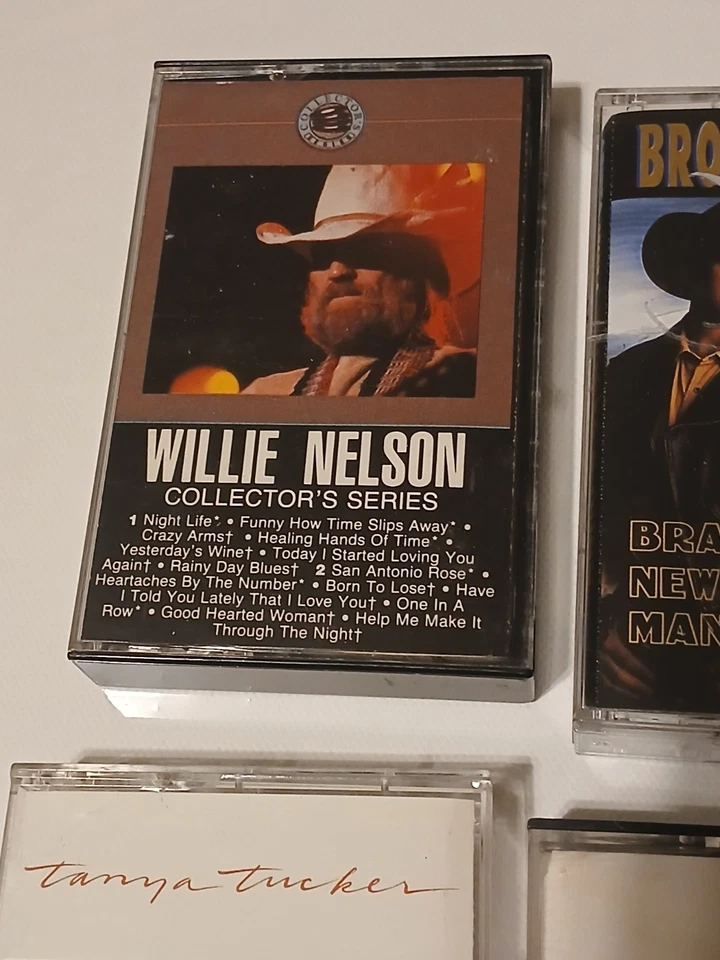 COLLECTOR'S
SERIES
WILLIE NELSON
COLLECTOR'S SERIES
1 Night Life* • Funny How Time Slips Away* •
Crazy Arms† • Healing Hands Of Time* •
Yesterday's Wine† • Today I Started Loving You
Again† • Rainy Day Blues† 2 San Antonio Rose* •
Heartaches By The Number* • Born To Lose† • Have
I Told You Lately That I Love You† • One In A
Row* • Good Hearted Woman† • Help Me Make It
Through The Night†
BRO
BRA
NEW
MAN
tanya tucker